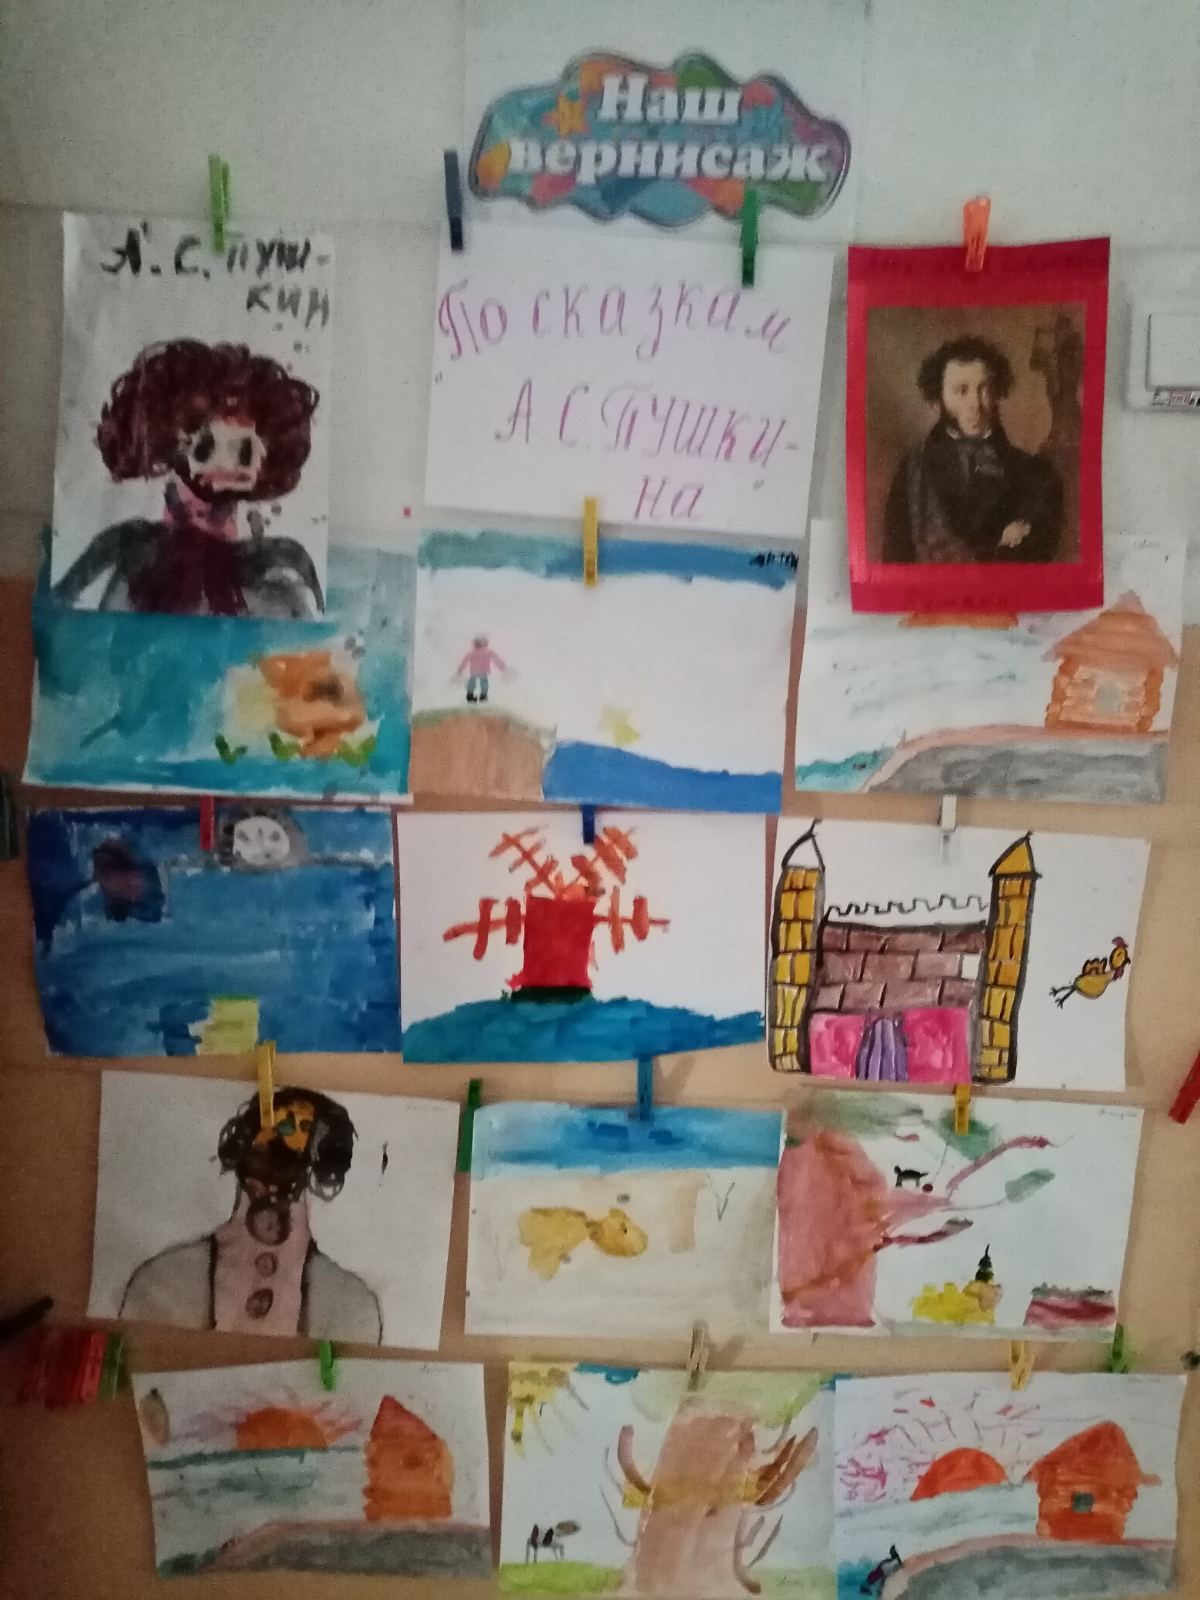 Наш
вернисаж
А. С. ПУШ-
КИН
По сказкам
А.С.ПУШКИ-
на